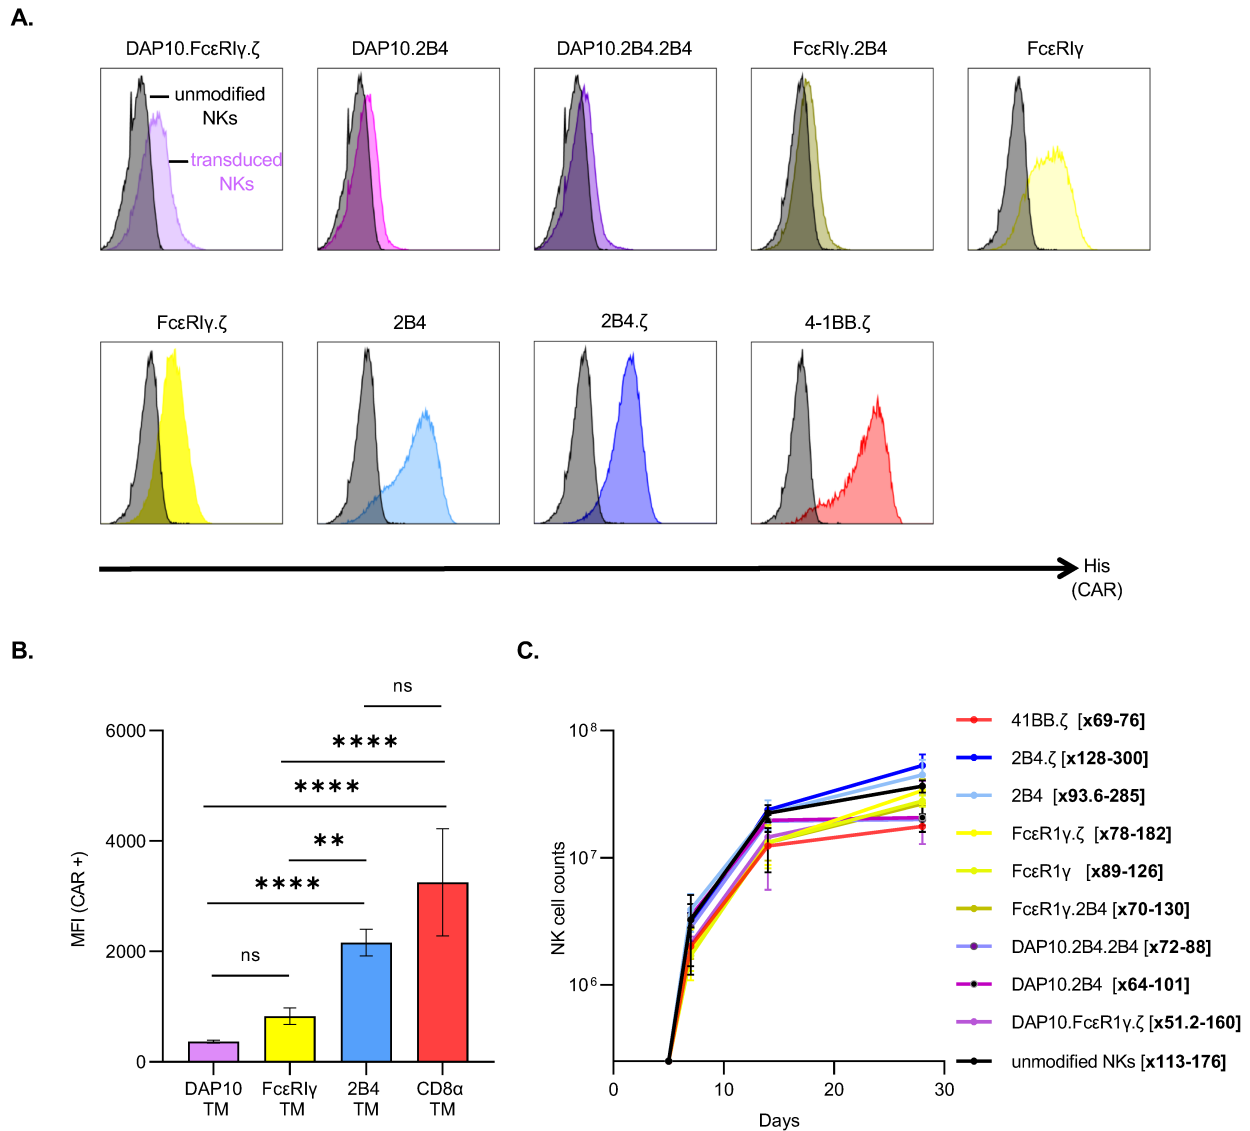 A.
DAP10.FcεRIγ.ζ
DAP10.2B4
DAP10.2B4.2B4
FcεRIγ.2B4
FcεRIγ
unmodified
NKs
transduced
NKs
FcεRIγ.ζ
2B4
2B4.ζ
4-1BB.ζ
His
(CAR)
B.
ns
****
****
**
****
ns
6000
4000
2000
0
MFI (CAR +)
DAP10
TM
FcεRIγ
TM
2B4
TM
CD8α
TM
C.
10⁸
10⁷
10⁶
NK cell counts
0
10
20
30
Days
41BB.ζ [x69-76]
2B4.ζ [x128-300]
2B4 [x93.6-285]
FcεR1γ.ζ [x78-182]
FcεR1γ [x89-126]
FcεR1γ.2B4 [x70-130]
DAP10.2B4.2B4 [x72-88]
DAP10.2B4 [x64-101]
DAP10.FcεR1γ.ζ [x51.2-160]
unmodified NKs [x113-176]